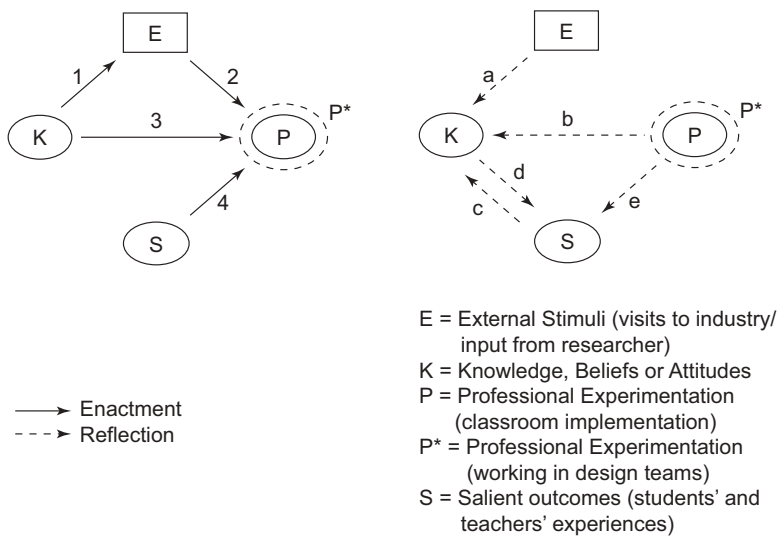 E
1
2
K
3
P
P*
4
S
E
a
K
b
P
P*
d
c
e
S
Enactment
Reflection
E = External Stimuli (visits to industry/
input from researcher)
K = Knowledge, Beliefs or Attitudes
P = Professional Experimentation
(classroom implementation)
P* = Professional Experimentation
(working in design teams)
S = Salient outcomes (students’ and
teachers’ experiences)